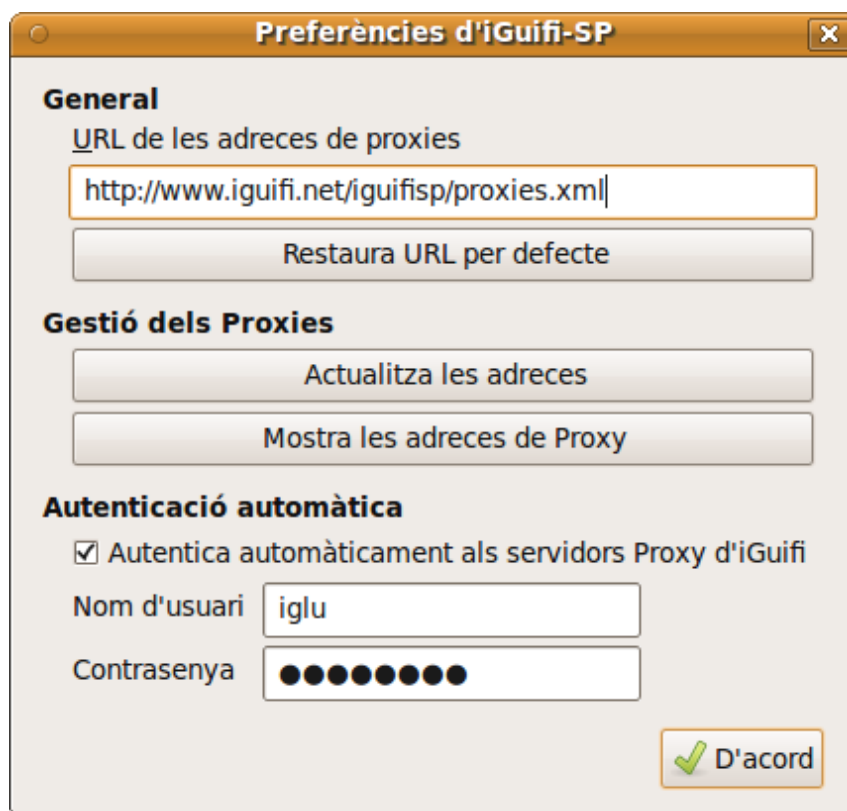 Preferències d'iGuifi-SP
General
URL de les adreces de proxies
http://www.iguifi.net/iguifisp/proxies.xml
Restaura URL per defecte
Gestió dels Proxies
Actualitza les adreces
Mostra les adreces de Proxy
Autenticació automàtica
Autentica automàticament als servidors Proxy d'iGuifi
Nom d'usuari iglu
Contrasenya ●●●●●●●●
D'acord